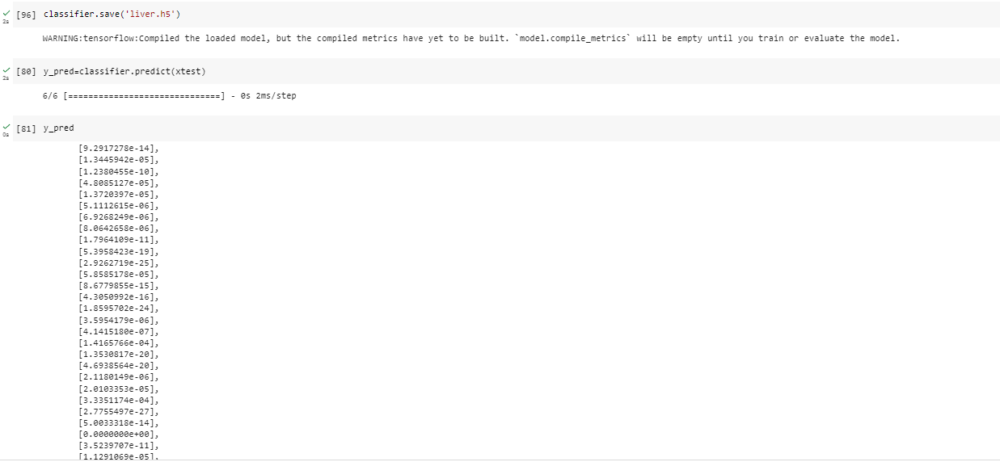 [96] classifier.save('liver.h5')
2s
WARNING:tensorflow:Compiled the loaded model, but the compiled metrics have yet to be built. `model.compile_metrics` will be empty until you train or evaluate the model.
[80] y_pred=classifier.predict(xtest)
2s
6/6 [==============================] - 0s 2ms/step
[81] y_pred
0s
[9.2917278e-14],
[1.3445942e-05],
[1.2380455e-10],
[4.8085127e-05],
[1.3720397e-05],
[5.1112615e-06],
[6.9268249e-06],
[8.0642658e-06],
[1.7964109e-11],
[5.3958423e-19],
[2.9262719e-25],
[5.8585178e-05],
[8.6779855e-15],
[4.3050992e-16],
[1.8595702e-24],
[3.5954179e-06],
[4.1415180e-07],
[1.4165766e-04],
[1.3530817e-20],
[4.6938564e-20],
[2.1180149e-06],
[2.0103353e-05],
[3.3351174e-04],
[2.7755497e-27],
[5.0033318e-14],
[0.0000000e+00],
[3.5239707e-11],
[1.1291069e-05],